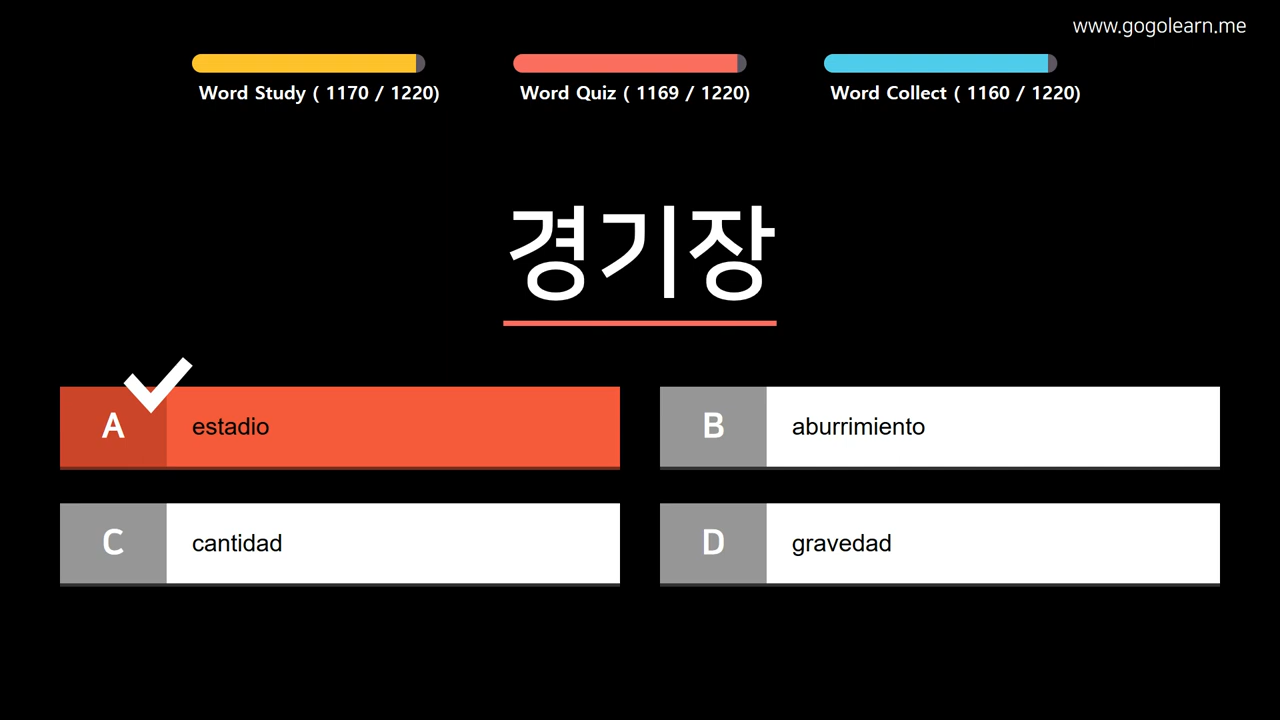 www.gogolearn.me
Word Study ( 1170 / 1220)
Word Quiz ( 1169 / 1220)
Word Collect ( 1160 / 1220)
경기장
A estadio
B aburrimiento
C cantidad
D gravedad